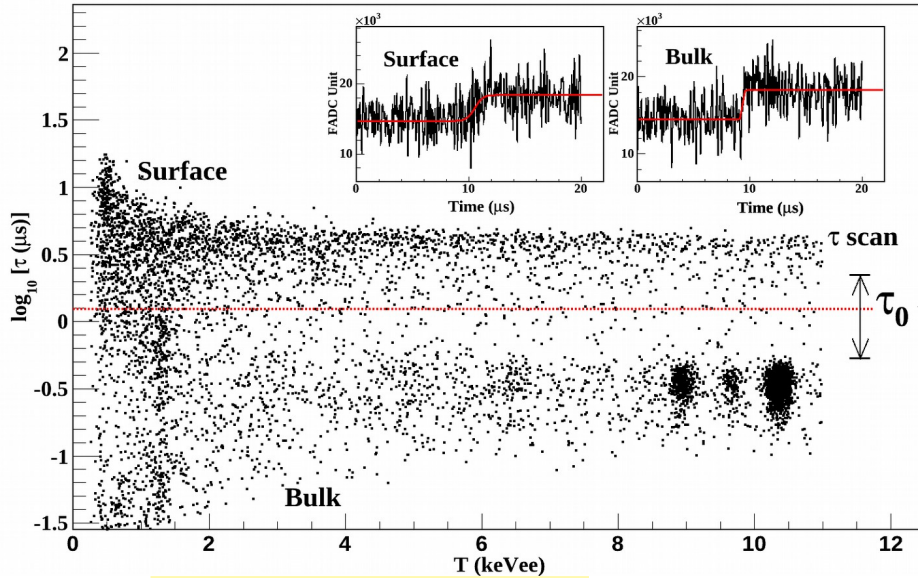 2
1.5
1
0.5
0
-0.5
-1
-1.5
log₁₀ [τ (μs)]
0
2
4
6
8
10
12
T (keVee)
Surface
Bulk
τ scan
τ₀
×10³
FADC Unit
20
10
Surface
0
10
20
Time (μs)
×10³
FADC Unit
20
10
Bulk
0
10
20
Time (μs)